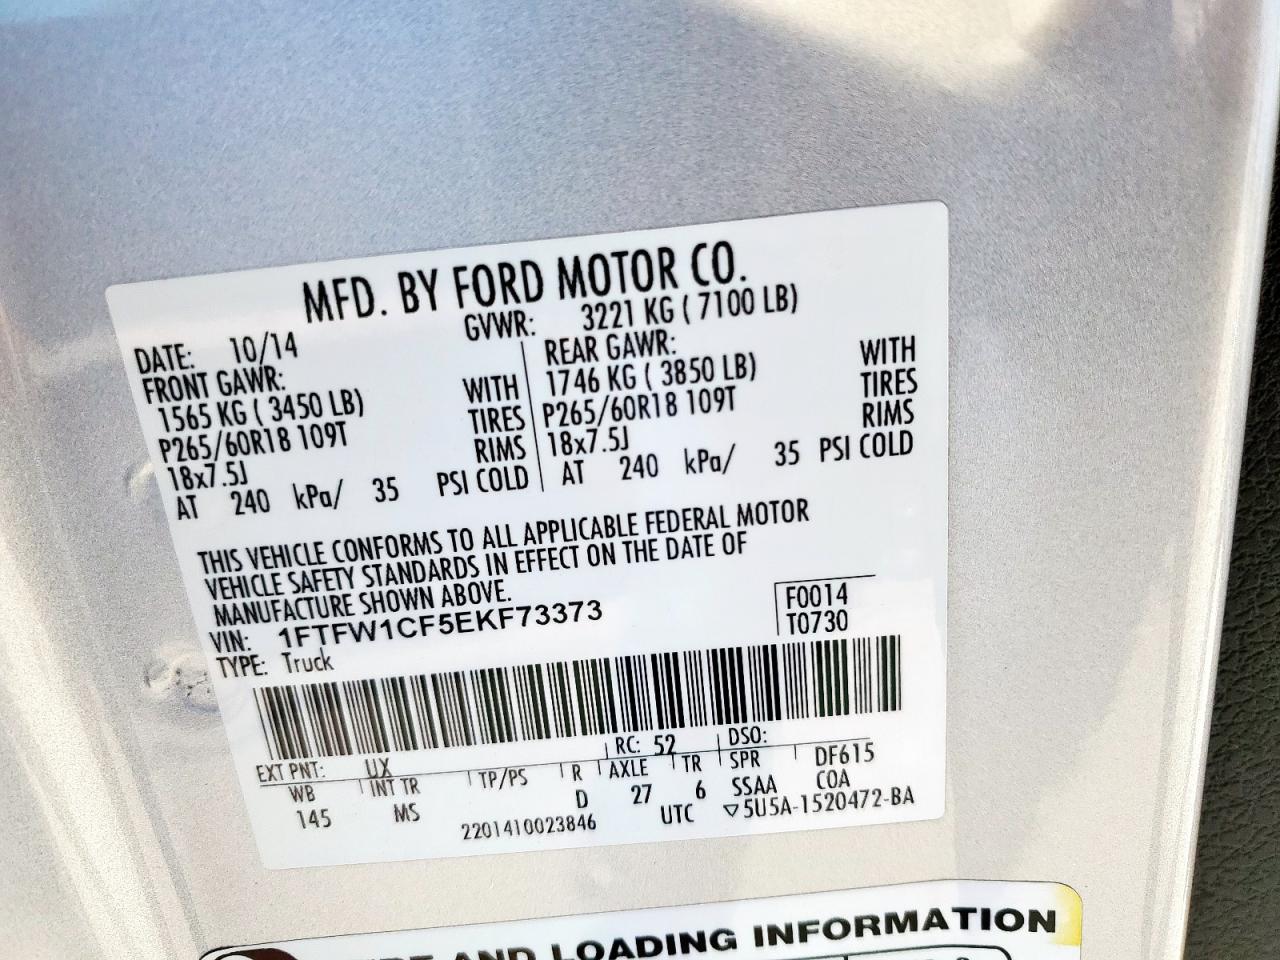 MFD. BY FORD MOTOR CO.
DATE: 10/14 GVWR: 3221 KG ( 7100 LB)
FRONT GAWR: REAR GAWR:
1565 KG ( 3450 LB) WITH 1746 KG ( 3850 LB) WITH
P265/60R18 109T TIRES P265/60R18 109T TIRES
18x7.5J RIMS 18x7.5J RIMS
AT 240 kPa/ 35 PSI COLD AT 240 kPa/ 35 PSI COLD
THIS VEHICLE CONFORMS TO ALL APPLICABLE FEDERAL MOTOR
VEHICLE SAFETY STANDARDS IN EFFECT ON THE DATE OF
MANUFACTURE SHOWN ABOVE.
VIN: 1FTFW1CF5EKF73373 F0014
TYPE: Truck T0730
EXT PNT: UX RC: 52 DSO:
WB INT TR TP/PS R AXLE TR SPR DF615
145 MS D 27 6 SSAA COA
2201410023846 UTC ▽5U5A-1520472-BA
AND LOADING INFORMATION